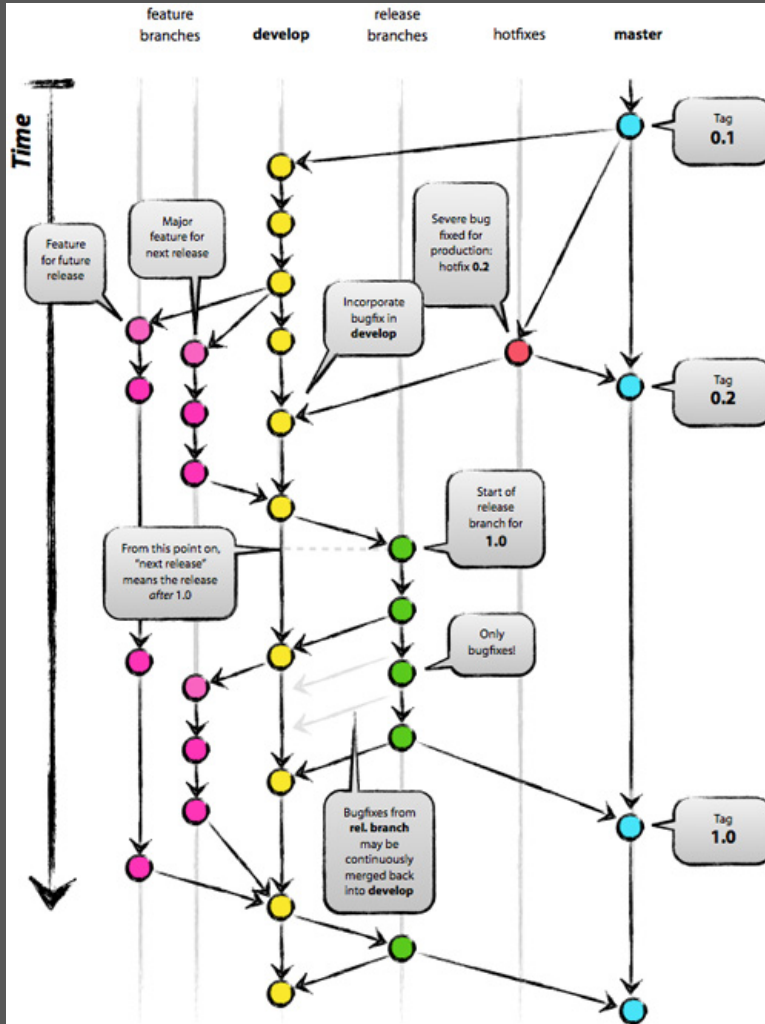 feature
branches
develop
release
branches
hotfixes
master
Time
Tag
0.1
Feature
for future
release
Major
feature for
next release
Severe bug
fixed for
production:
hotfix 0.2
Incorporate
bugfix in
develop
Tag
0.2
Start of
release
branch for
1.0
From this point on,
“next release”
means the release
after 1.0
Only
bugfixes!
Bugfixes from
rel. branch
may be
continuously
merged back
into develop
Tag
1.0